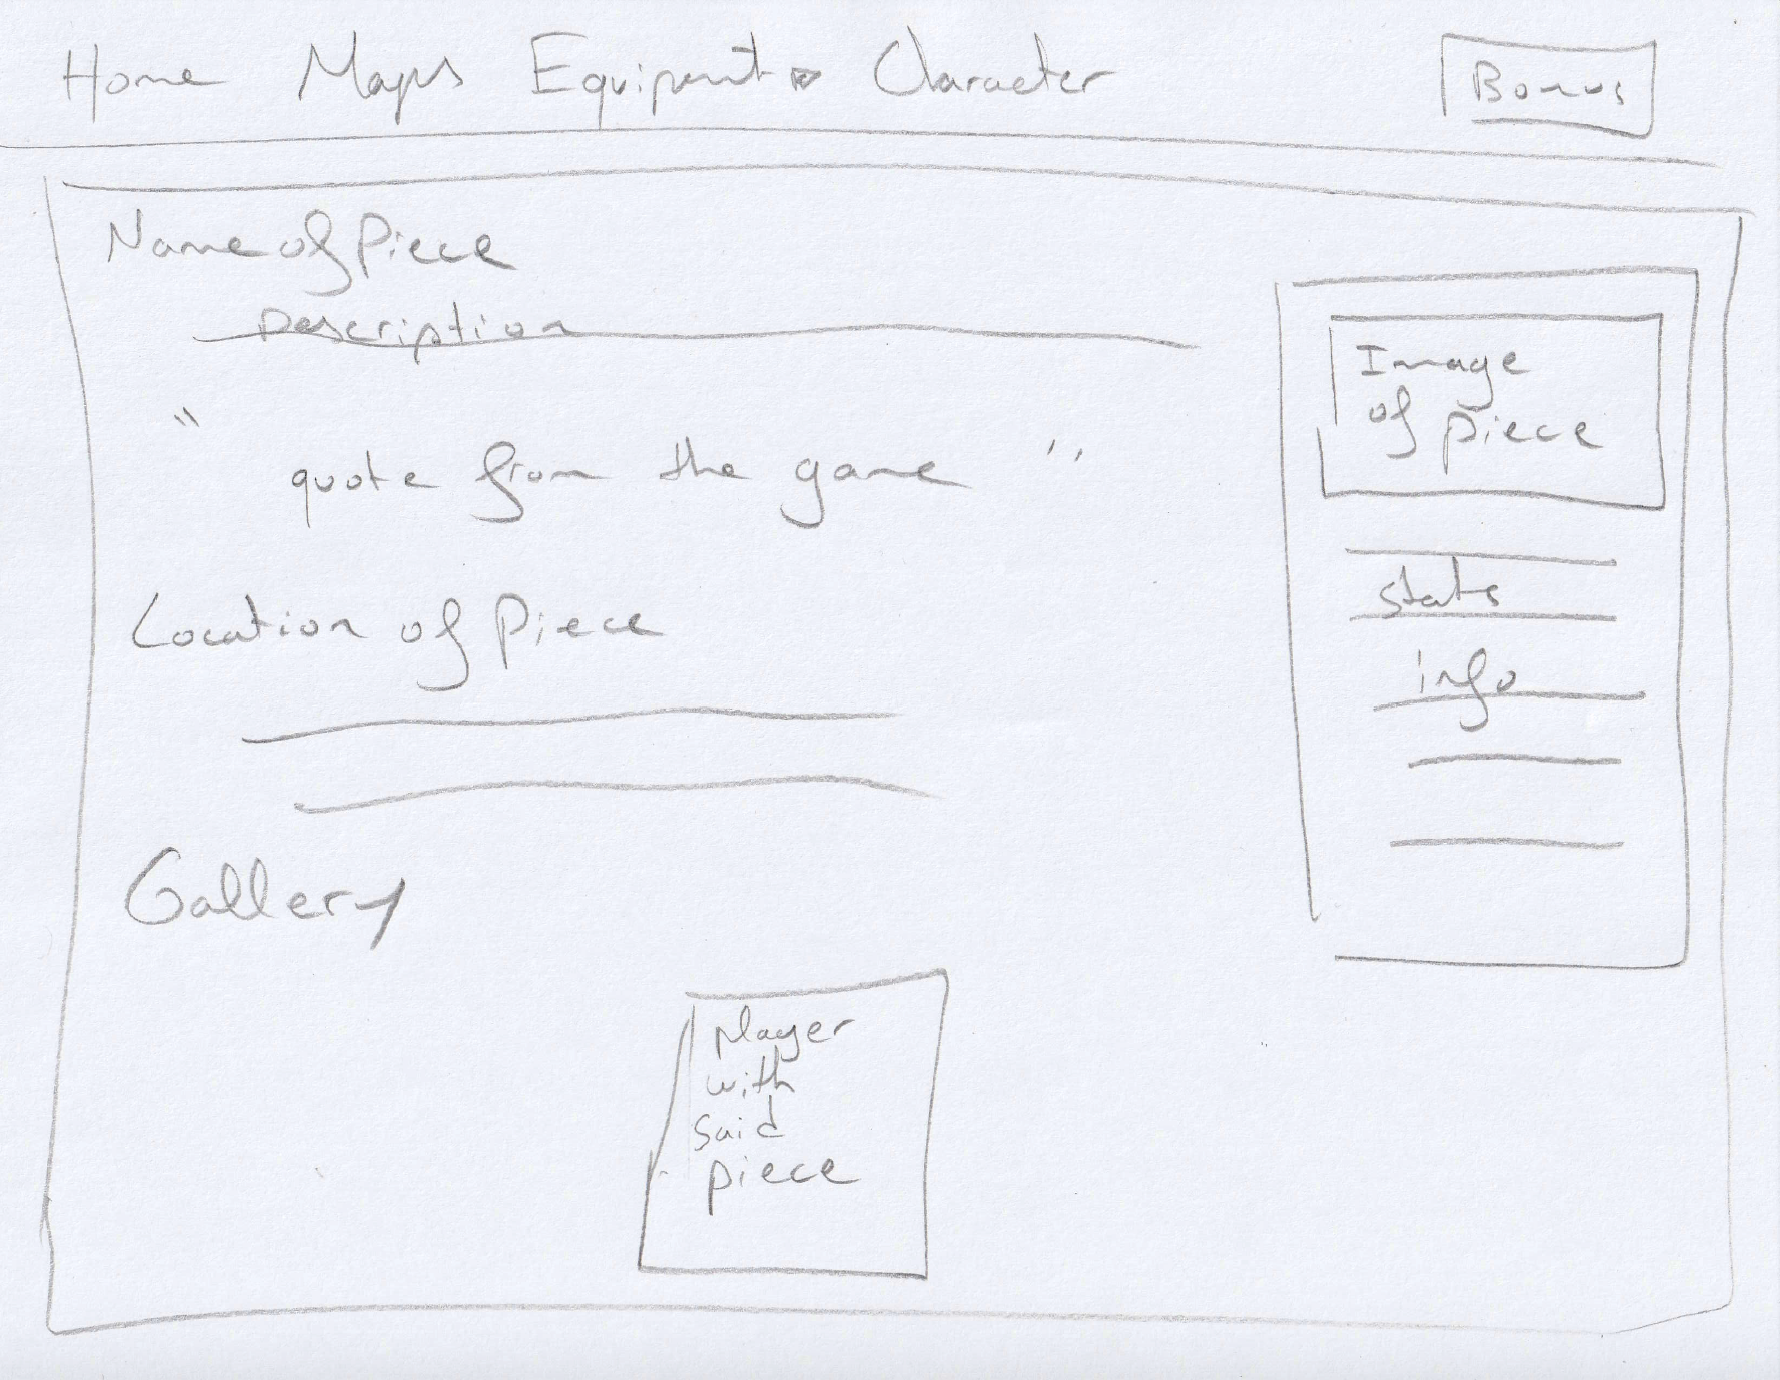 Home Maps Equipment Character Bonus
Name of Piece
Description
"
quote from the game "
Location of Piece
Gallery
Image
of piece
stats
info
player
with
said
piece